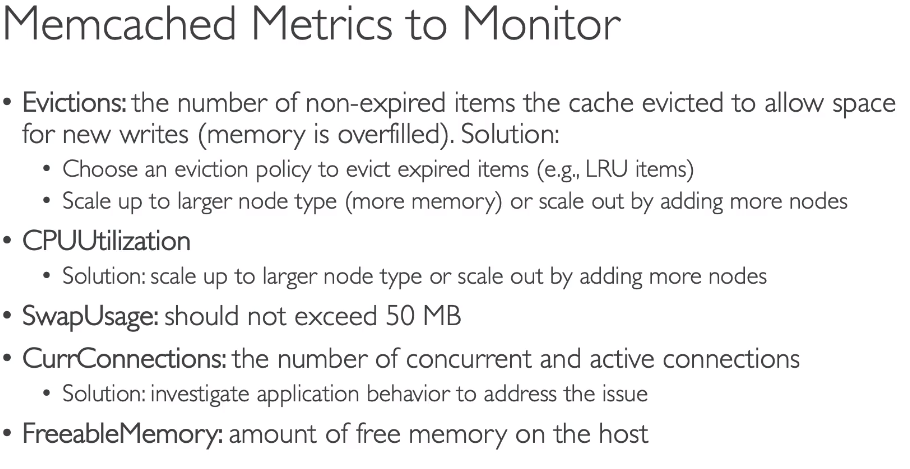 Memcached Metrics to Monitor
• Evictions: the number of non-expired items the cache evicted to allow space
for new writes (memory is overfilled). Solution:
• Choose an eviction policy to evict expired items (e.g., LRU items)
• Scale up to larger node type (more memory) or scale out by adding more nodes
• CPUUtilization
• Solution: scale up to larger node type or scale out by adding more nodes
• SwapUsage: should not exceed 50 MB
• CurrConnections: the number of concurrent and active connections
• Solution: investigate application behavior to address the issue
• FreeableMemory: amount of free memory on the host